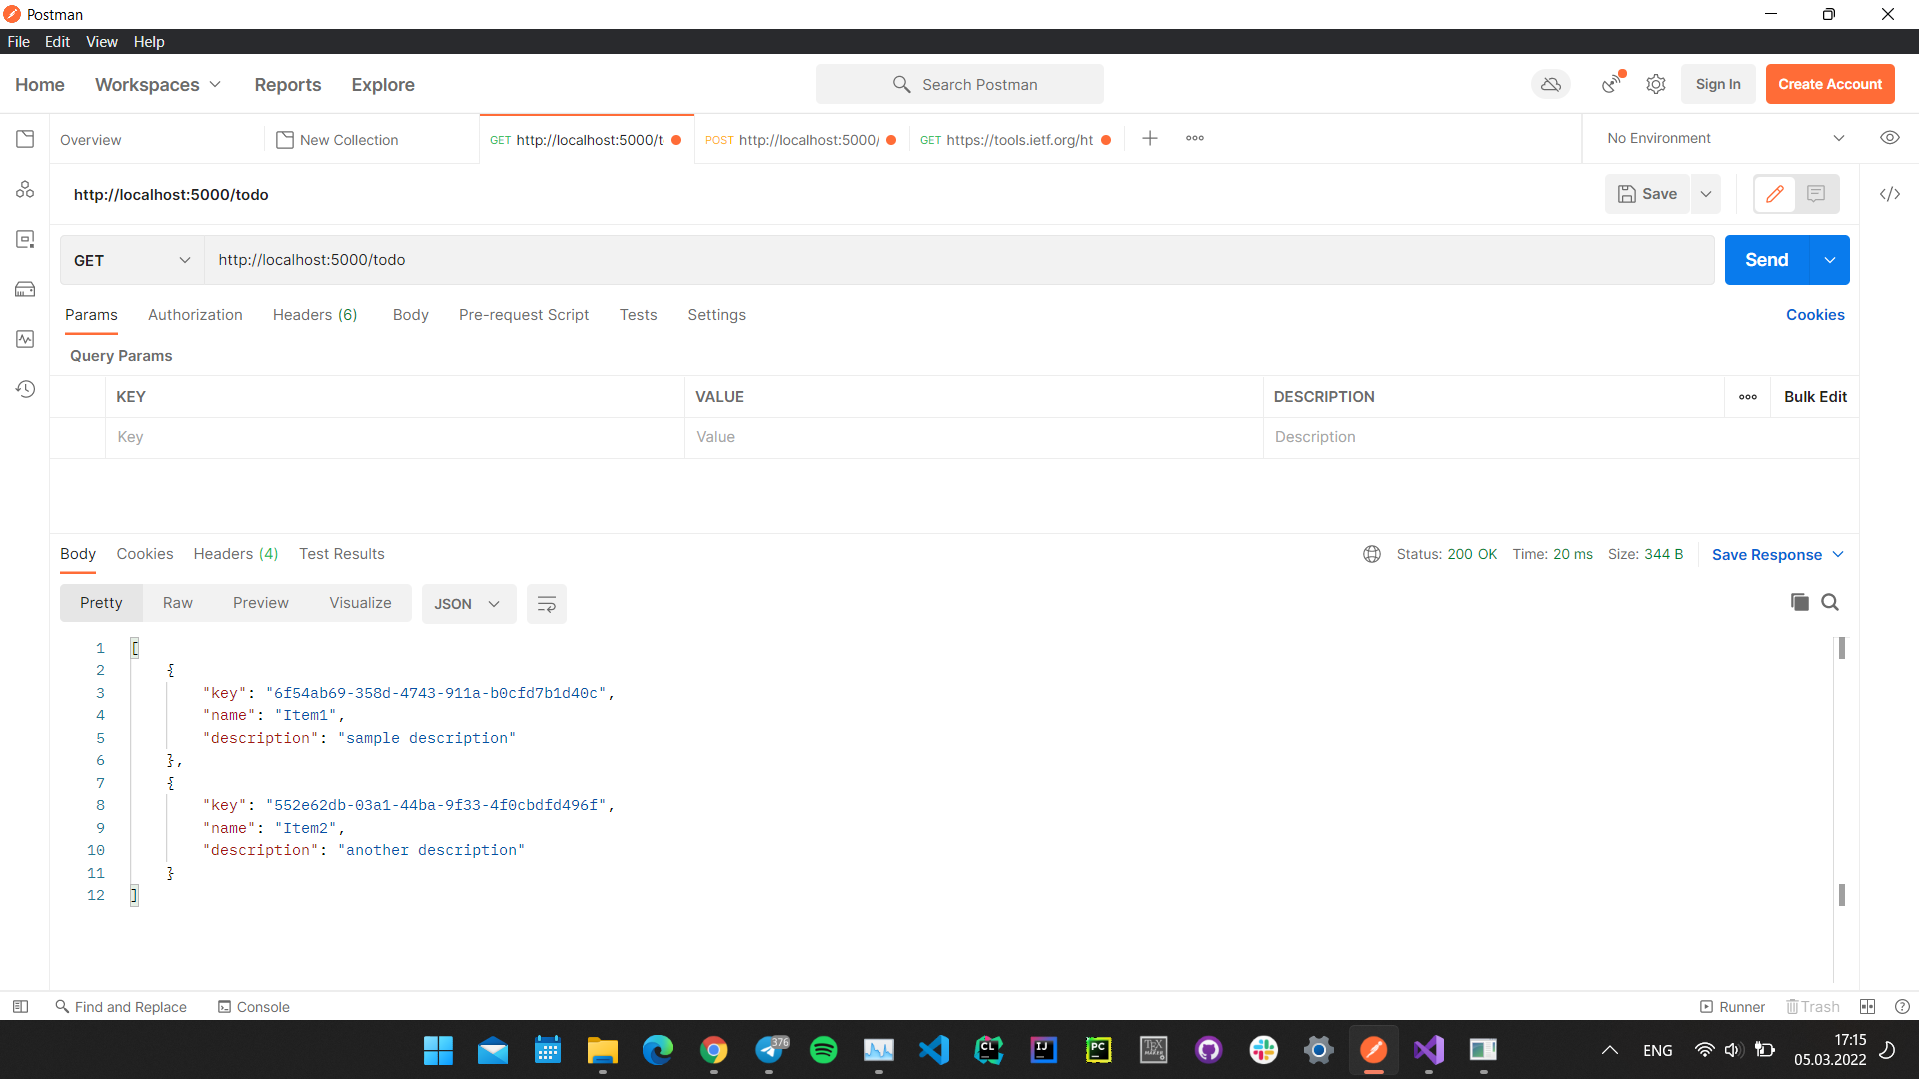 Postman
File Edit View Help
Home Workspaces Reports Explore Search Postman Sign In Create Account
Overview New Collection GET http://localhost:5000/t POST http://localhost:5000/ GET https://tools.ietf.org/ht No Environment
http://localhost:5000/todo Save
GET http://localhost:5000/todo Send
Params Authorization Headers (6) Body Pre-request Script Tests Settings Cookies
Query Params
KEY VALUE DESCRIPTION Bulk Edit
Key Value Description
Body Cookies Headers (4) Test Results Status: 200 OK Time: 20 ms Size: 344 B Save Response
Pretty Raw Preview Visualize JSON
1 [
2 {
3 "key": "6f54ab69-358d-4743-911a-b0cfd7b1d40c",
4 "name": "Item1",
5 "description": "sample description"
6 },
7 {
8 "key": "552e62db-03a1-44ba-9f33-4f0cbdfd496f",
9 "name": "Item2",
10 "description": "another description"
11 }
12 ]
Find and Replace Console Runner Trash
376 CL IJ PC TEX MAKER ENG 17:15
05.03.2022